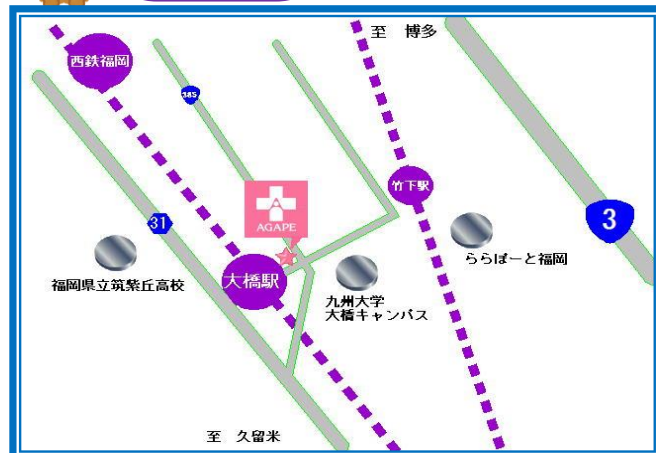 至 博多
西鉄福岡
385
竹下駅
31
AGAPE
3
ららぽーと福岡
福岡県立筑紫丘高校
大橋駅
九州大学
大橋キャンパス
至 久留米